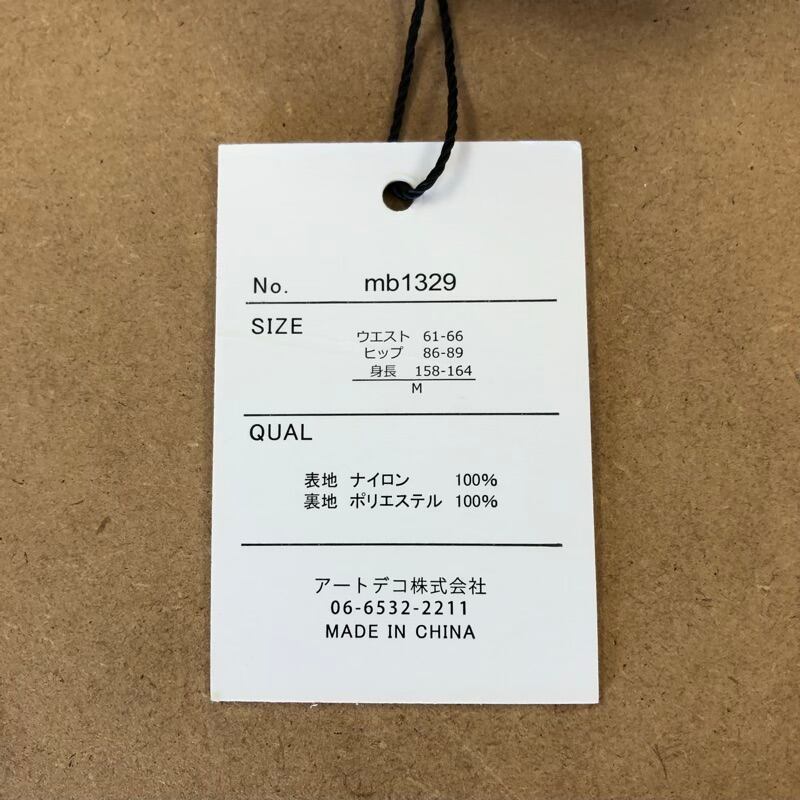 No. mb1329
SIZE
ウエスト 61-66
ヒップ 86-89
身長 158-164
M
QUAL
表地 ナイロン 100%
裏地 ポリエステル 100%
アートデコ株式会社
06-6532-2211
MADE IN CHINA